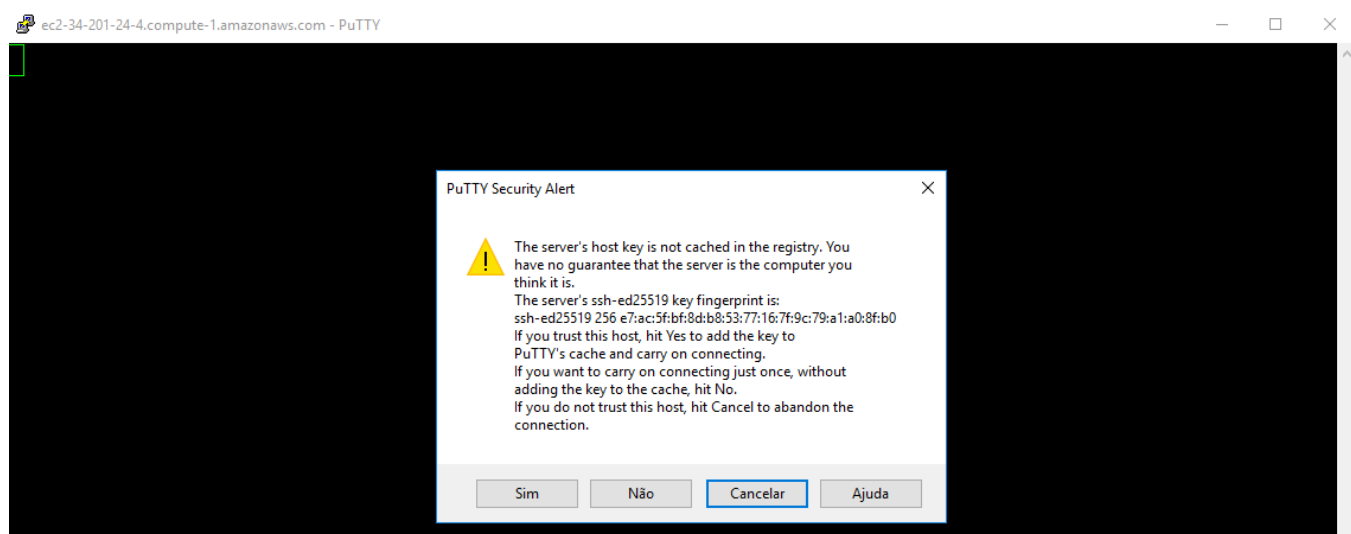 ec2-34-201-24-4.compute-1.amazonaws.com - PuTTY
PuTTY Security Alert
The server's host key is not cached in the registry. You
have no guarantee that the server is the computer you
think it is.
The server's ssh-ed25519 key fingerprint is:
ssh-ed25519 256 e7:ac:5f:bf:8d:b8:53:77:16:7f:9c:79:a1:a0:8f:b0
If you trust this host, hit Yes to add the key to
PuTTY's cache and carry on connecting.
If you want to carry on connecting just once, without
adding the key to the cache, hit No.
If you do not trust this host, hit Cancel to abandon the
connection.
Sim Não Cancelar Ajuda